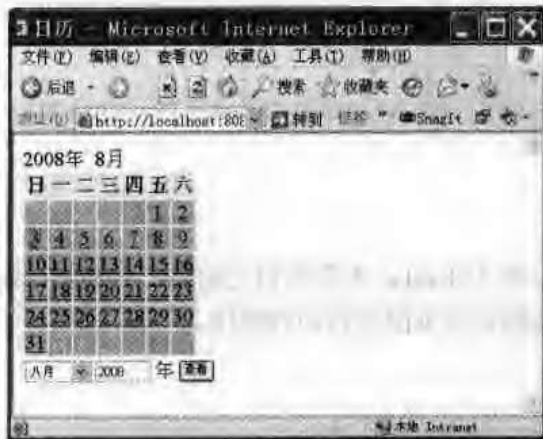 日历 - Microsoft Internet Explorer
文件(F) 编辑(E) 查看(V) 收藏(A) 工具(T) 帮助(H)
后退 搜索 收藏夹
地址(D) http://localhost:808 转到 链接 » SnagIt
2008年 8月
日 一 二 三 四 五 六
1 2
3 4 5 6 7 8 9
10 11 12 13 14 15 16
17 18 19 20 21 22 23
24 25 26 27 28 29 30
31
八月 2008 年 查看
本地 Intranet